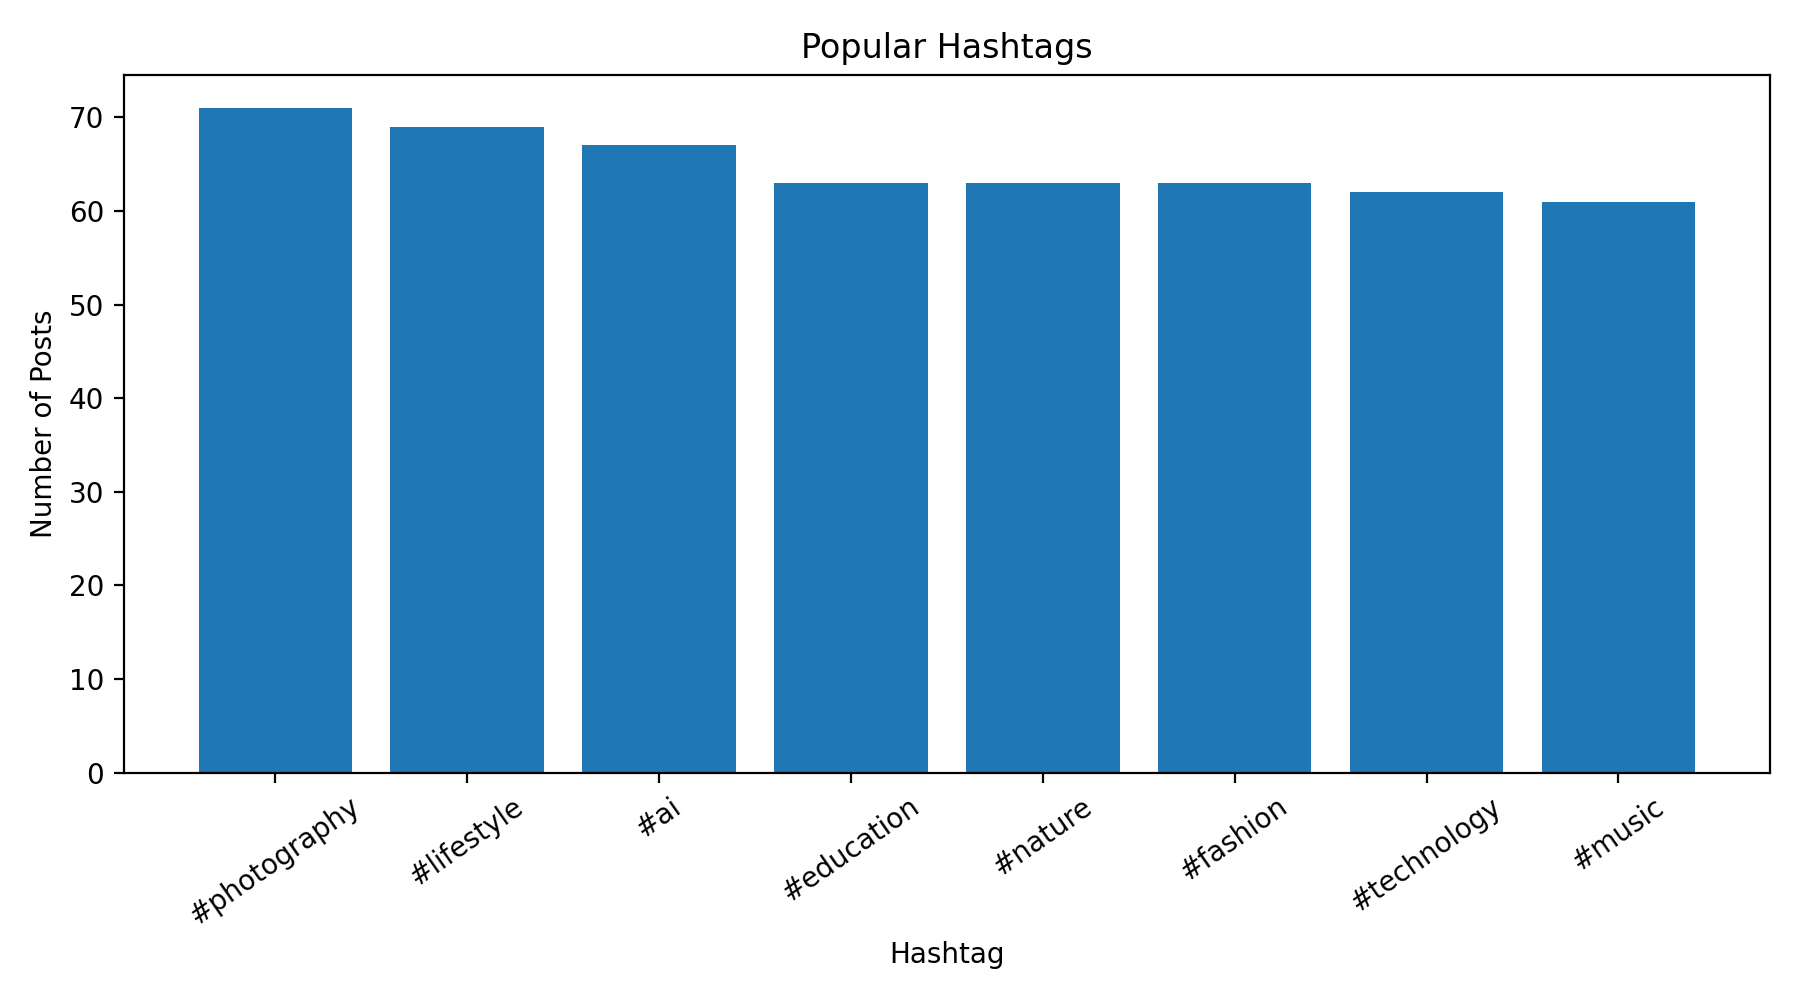 Popular Hashtags
Number of Posts
70
60
50
40
30
20
10
0
#photography
#lifestyle
#ai
#education
#nature
#fashion
#technology
#music
Hashtag